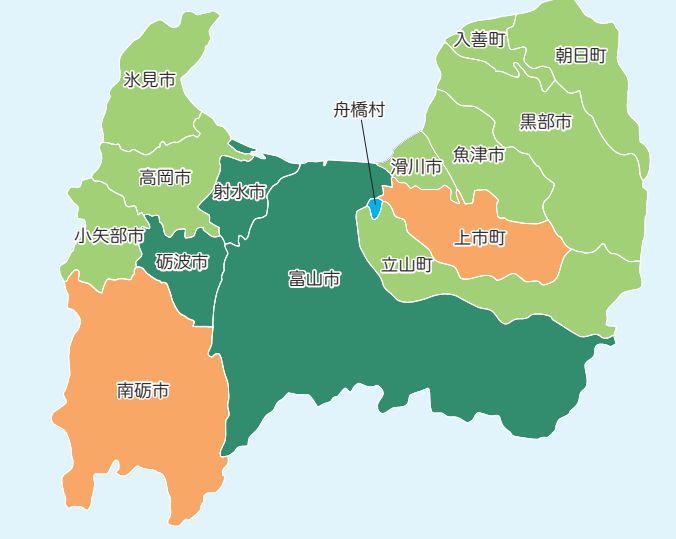 入善町
朝日町
氷見市
舟橋村
黒部市
魚津市
滑川市
高岡市
射水市
小矢部市
上市町
砺波市
立山町
富山市
南砺市